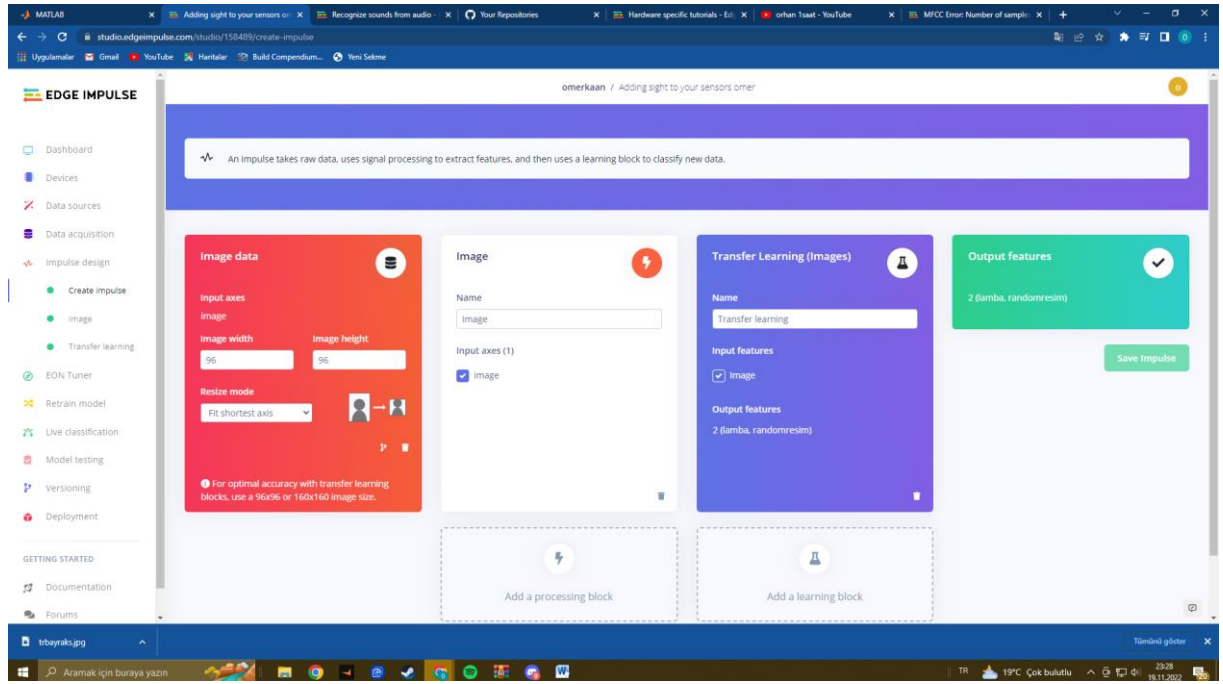 MATLAB
Adding sight to your sensors on
Recognize sounds from audio -
Your Repositories
Hardware specific tutorials - Ed
orhan 1saat - YouTube
MFCC Error: Number of sample
studio.edgeimpulse.com/studio/158489/create-impulse
Uygulamalar
Gmail
YouTube
Haritalar
Build Compendium...
Yeni Sekme
EDGE IMPULSE
omerkaan / Adding sight to your sensors omer
o
Dashboard
Devices
Data sources
Data acquisition
Impulse design
Create impulse
Image
Transfer learning
EON Tuner
Retrain model
Live classification
Model testing
Versioning
Deployment
GETTING STARTED
Documentation
Forums
An impulse takes raw data, uses signal processing to extract features, and then uses a learning block to classify new data.
Image data
Input axes
image
Image width
Image height
96
96
Resize mode
Fit shortest axis
For optimal accuracy with transfer learning
blocks, use a 96x96 or 160x160 image size.
Image
Name
Image
Input axes (1)
image
Transfer Learning (Images)
Name
Transfer learning
Input features
Image
Output features
2 (lamba, randomresim)
Output features
2 (lamba, randomresim)
Save Impulse
Add a processing block
Add a learning block
trbayraks.jpg
Tümünü göster
Aramak için buraya yazın
TR
19°C Çok bulutlu
23:28
19.11.2022